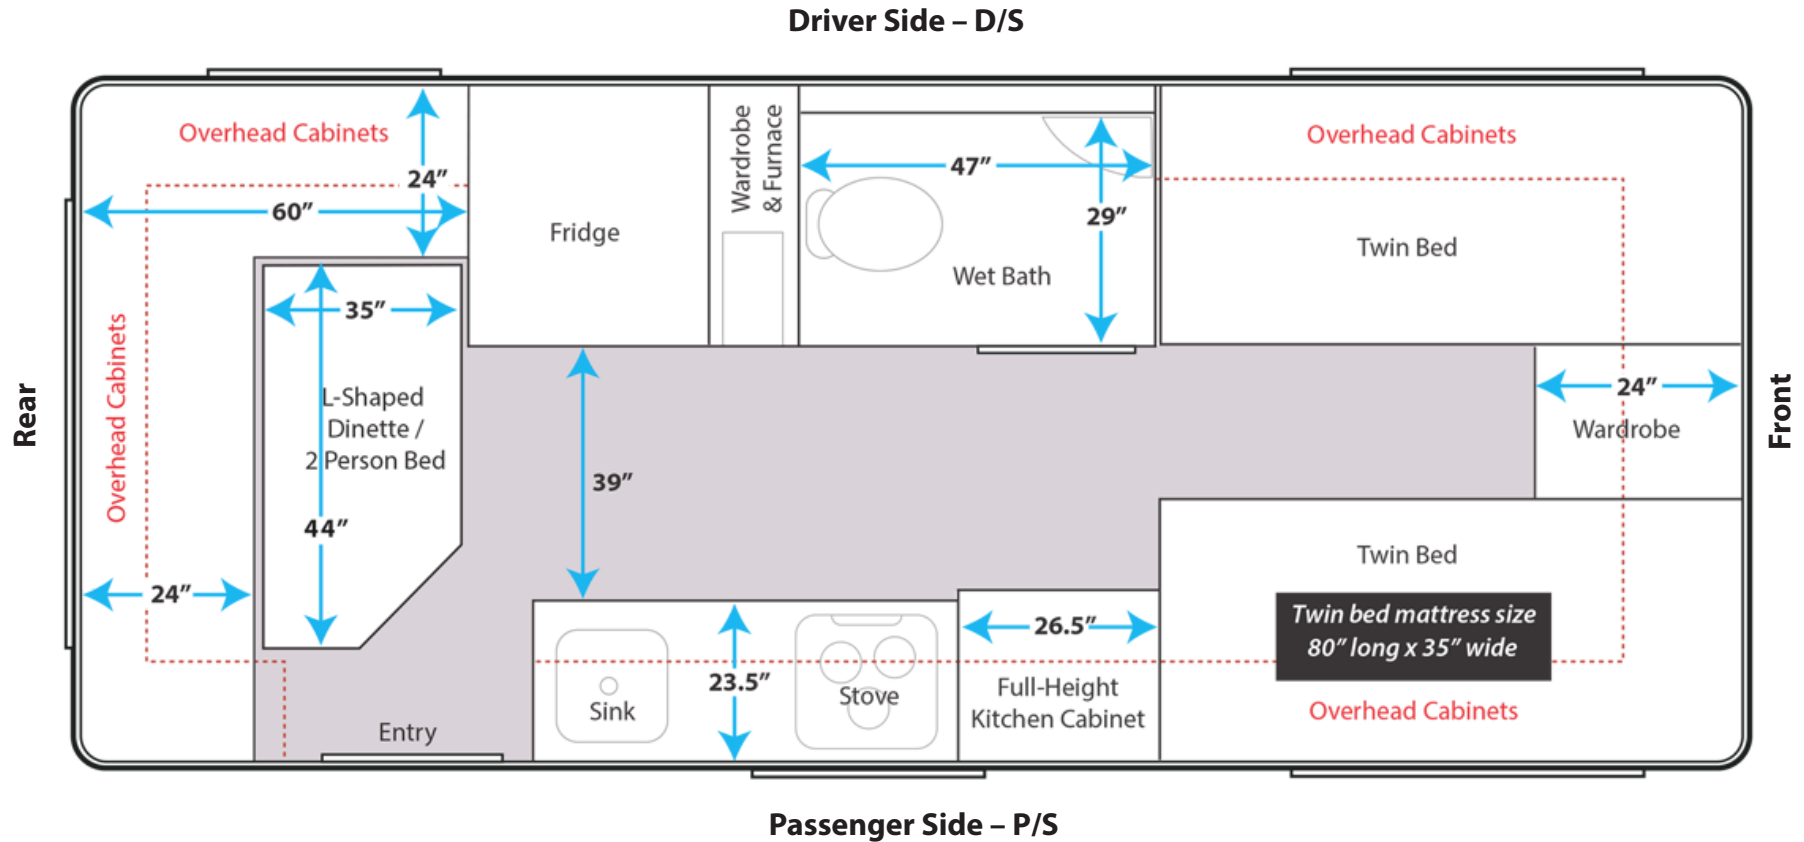 Driver Side – D/S
Overhead Cabinets
24”
60”
Fridge
Wardrobe
& Furnace
47”
29”
Wet Bath
Overhead Cabinets
Twin Bed
35”
L-Shaped
Dinette /
2 Person Bed
44”
Overhead Cabinets
24”
Rear
39”
24”
Wardrobe
Front
Entry
Sink
23.5”
Stove
26.5”
Full-Height
Kitchen Cabinet
Twin Bed
Twin bed mattress size
80” long x 35” wide
Overhead Cabinets
Passenger Side – P/S